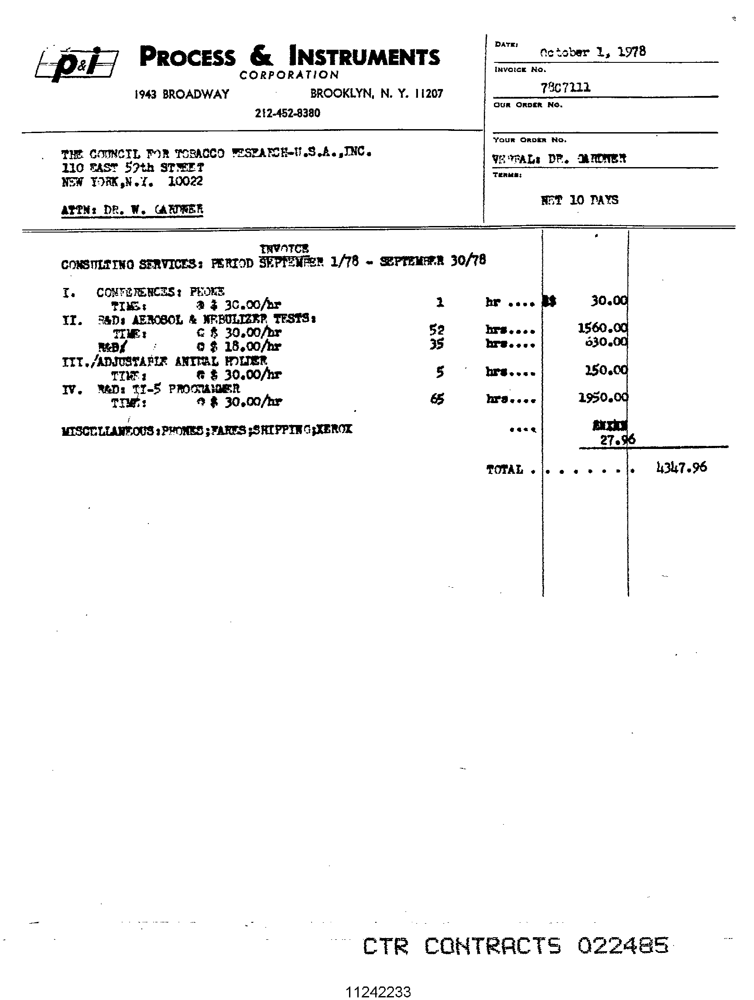 p&i PROCESS & INSTRUMENTS
CORPORATION
1943 BROADWAY BROOKLYN, N. Y. 11207
212-452-8380
DATE: October 1, 1978
INVOICE NO.
78C7111
OUR ORDER NO.
YOUR ORDER NO.
VERBAL: DR. GARDNER
TERMS:
NET 10 DAYS
THE COUNCIL FOR TOBACCO RESEARCH-U.S.A.,INC.
110 EAST 59th STREET
NEW YORK,N.Y. 10022
ATTN: DR. W. GARDNER
INVOICE
CONSULTING SERVICES: PERIOD SEPTEMBER 1/78 - SEPTEMBER 30/78
I. CONFERENCES: PHONE
TIME: @ $ 30.00/hr 1 hr .... $ 30.00
II. R&D: AEROSOL & NEBULIZER TESTS:
TIME: @ $ 30.00/hr 52 hrs.... 1560.00
R&D/ @ $ 18.00/hr 35 hrs.... 630.00
III./ADJUSTABLE ANIMAL HOLDER
TIME: @ $ 30.00/hr 5 hrs.... 150.00
IV. R&D: II-5 PROGRAMMER
TIME: @ $ 30.00/hr 65 hrs.... 1950.00
MISCELLANEOUS:PHONES;FARES;SHIPPING;XEROX ....
27.96
TOTAL . . . . . . . . 4347.96
CTR CONTRACTS 022485
11242233